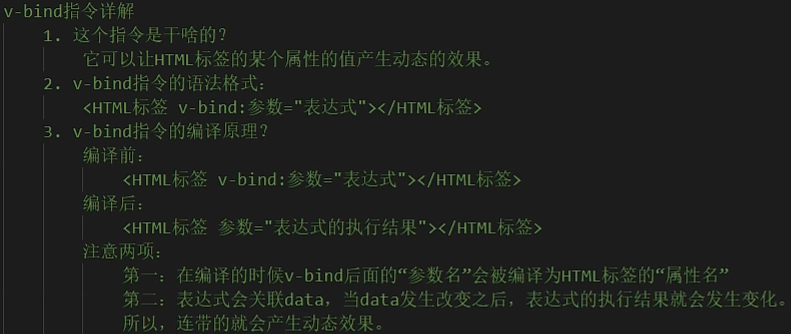 v-bind指令详解
1. 这个指令是干啥的?
它可以让HTML标签的某个属性的值产生动态的效果。
2. v-bind指令的语法格式:
<HTML标签 v-bind:参数="表达式"></HTML标签>
3. v-bind指令的编译原理?
编译前:
<HTML标签 v-bind:参数="表达式"></HTML标签>
编译后:
<HTML标签 参数="表达式的执行结果"></HTML标签>
注意两项:
第一：在编译的时候v-bind后面的“参数名”会被编译为HTML标签的“属性名”
第二：表达式会关联data，当data发生改变之后，表达式的执行结果就会发生变化。
所以，连带的就会产生动态效果。